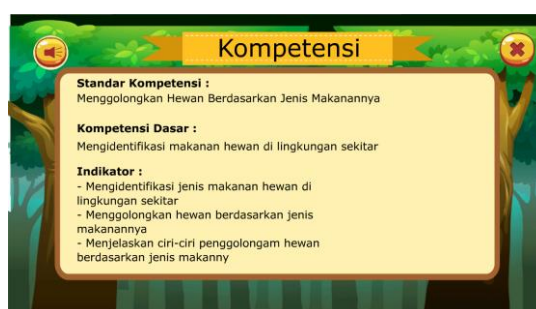 Kompetensi
Standar Kompetensi :
Menggolongkan Hewan Berdasarkan Jenis Makanannya
Kompetensi Dasar :
Mengidentifikasi makanan hewan di lingkungan sekitar
Indikator :
- Mengidentifikasi jenis makanan hewan di
lingkungan sekitar
- Menggolongkan hewan berdasarkan jenis
makanannya
- Menjelaskan ciri-ciri penggolongam hewan
berdasarkan jenis makanny